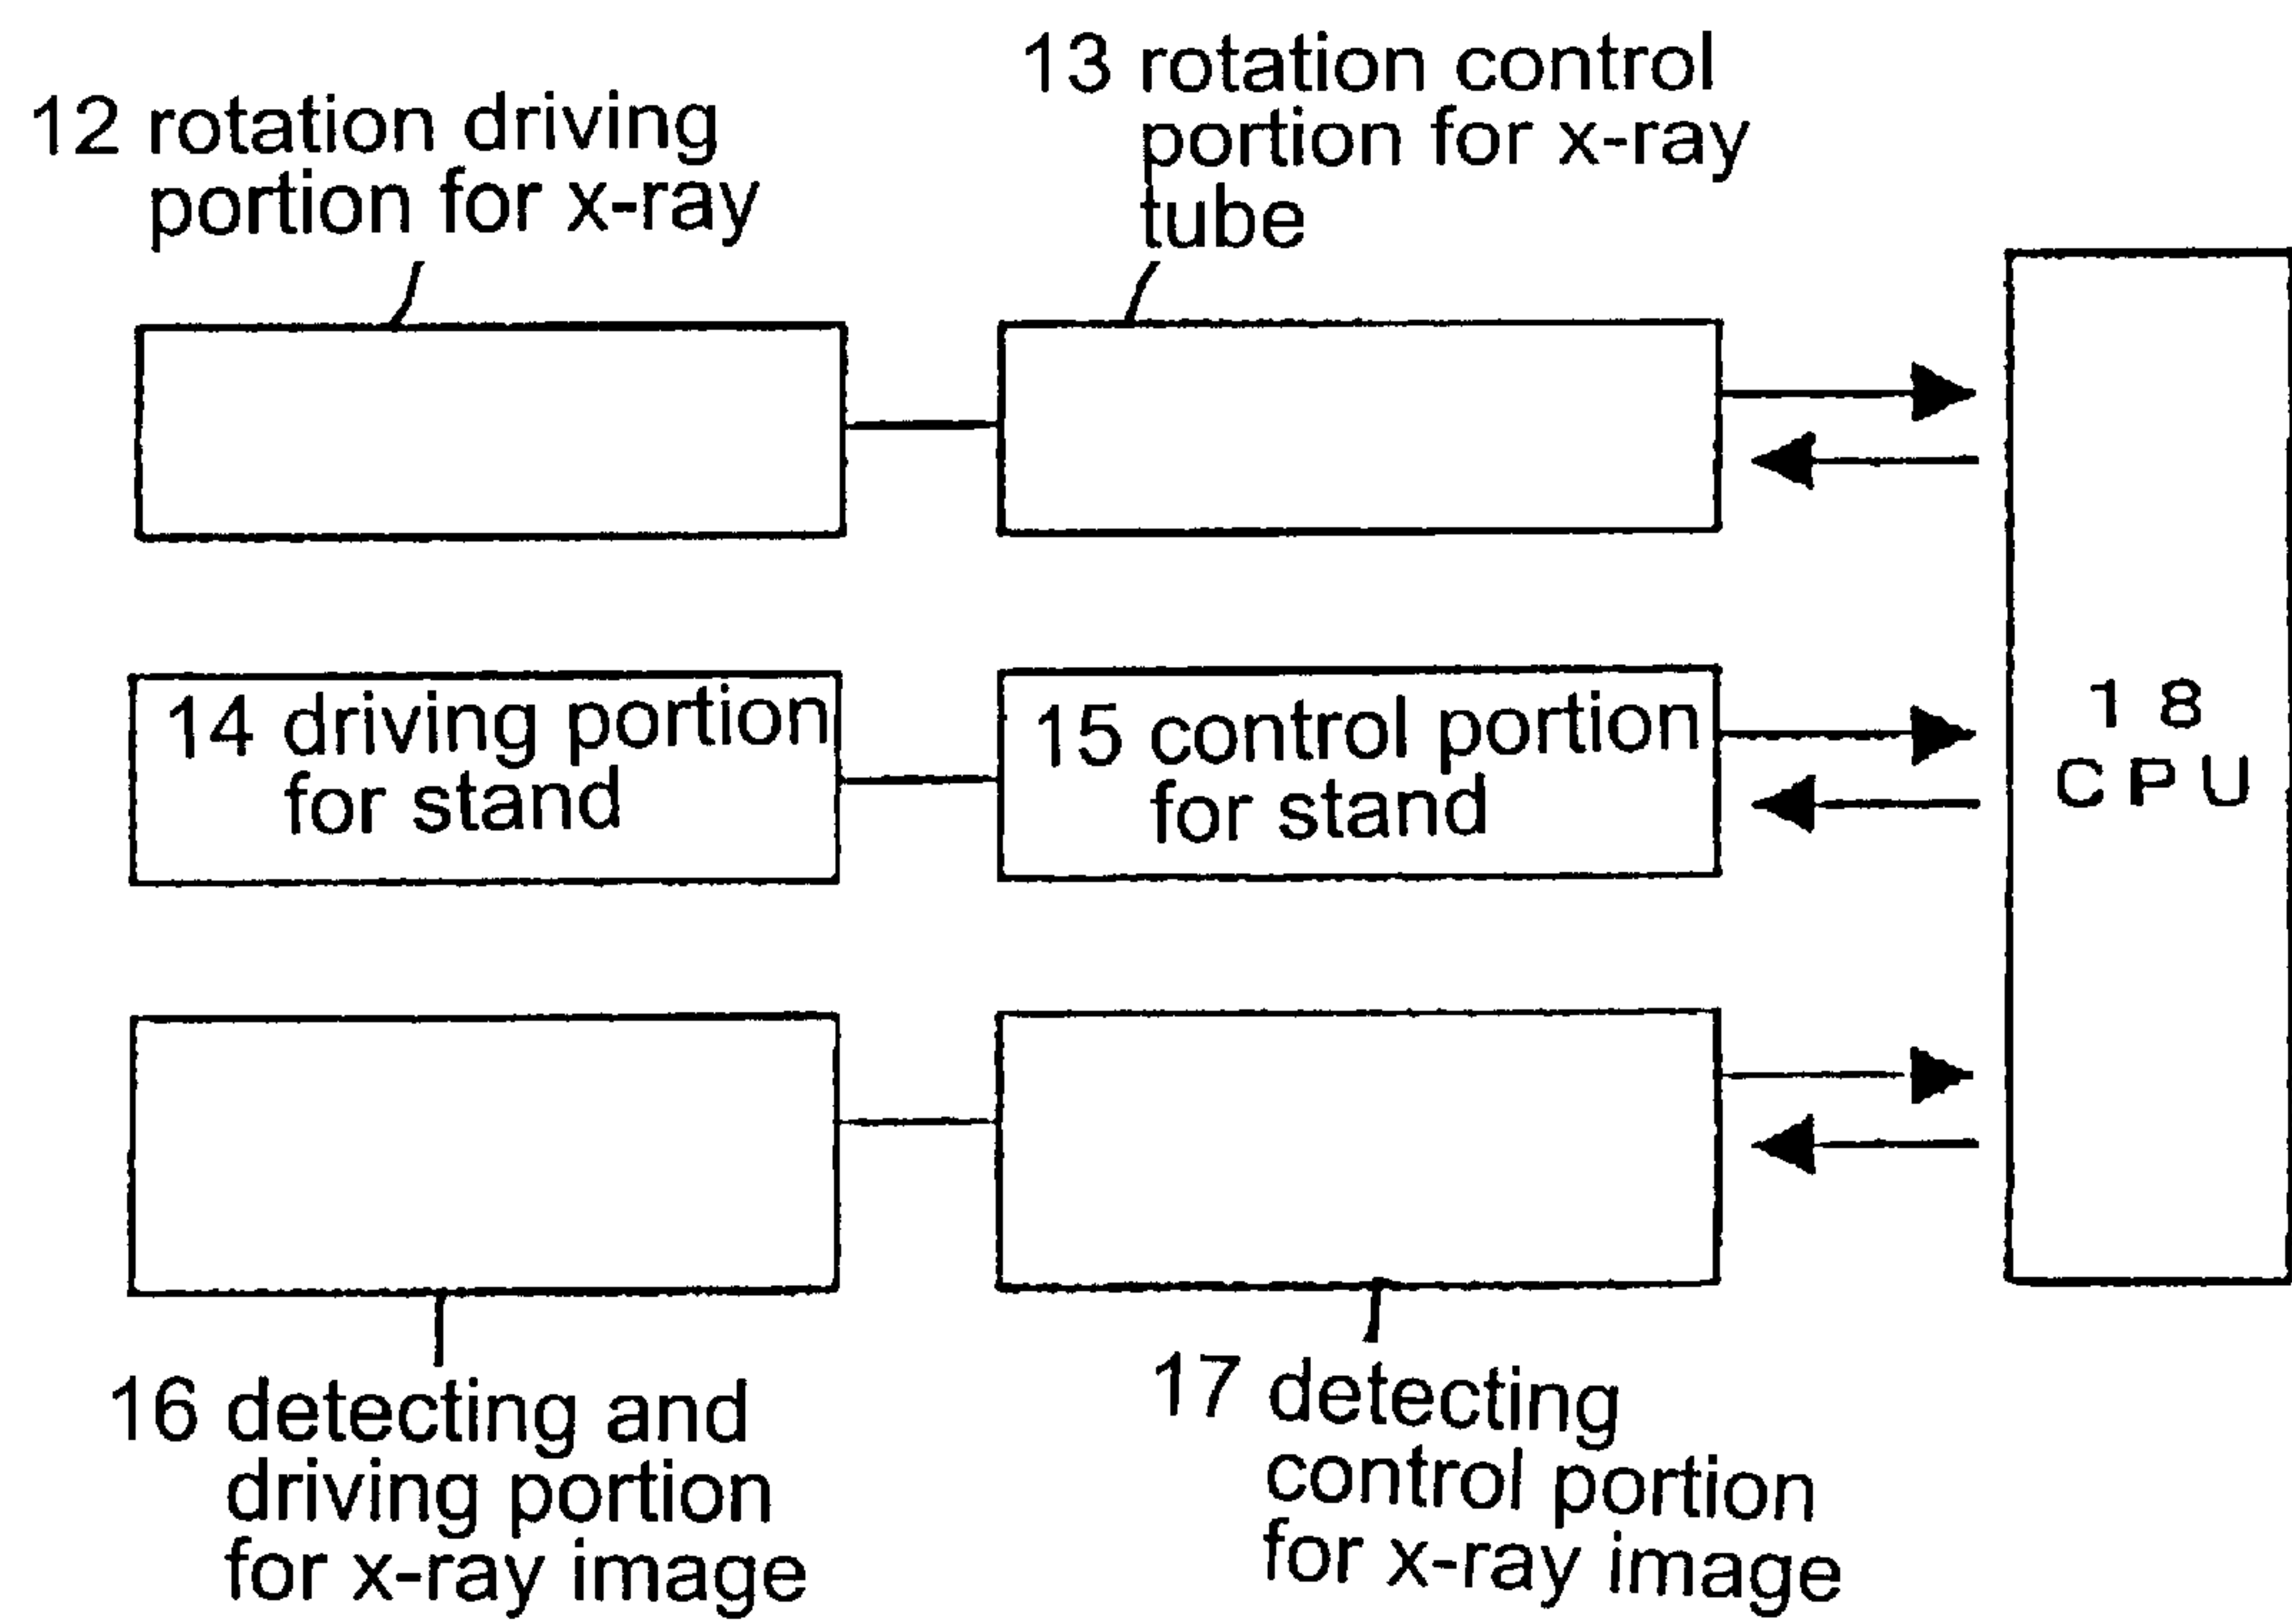 12 rotation driving
portion for x-ray
13 rotation control
portion for x-ray
tube
14 driving portion
for stand
15 control portion
for stand
18
CPU
16 detecting and
driving portion
for x-ray image
17 detecting
control portion
for x-ray image